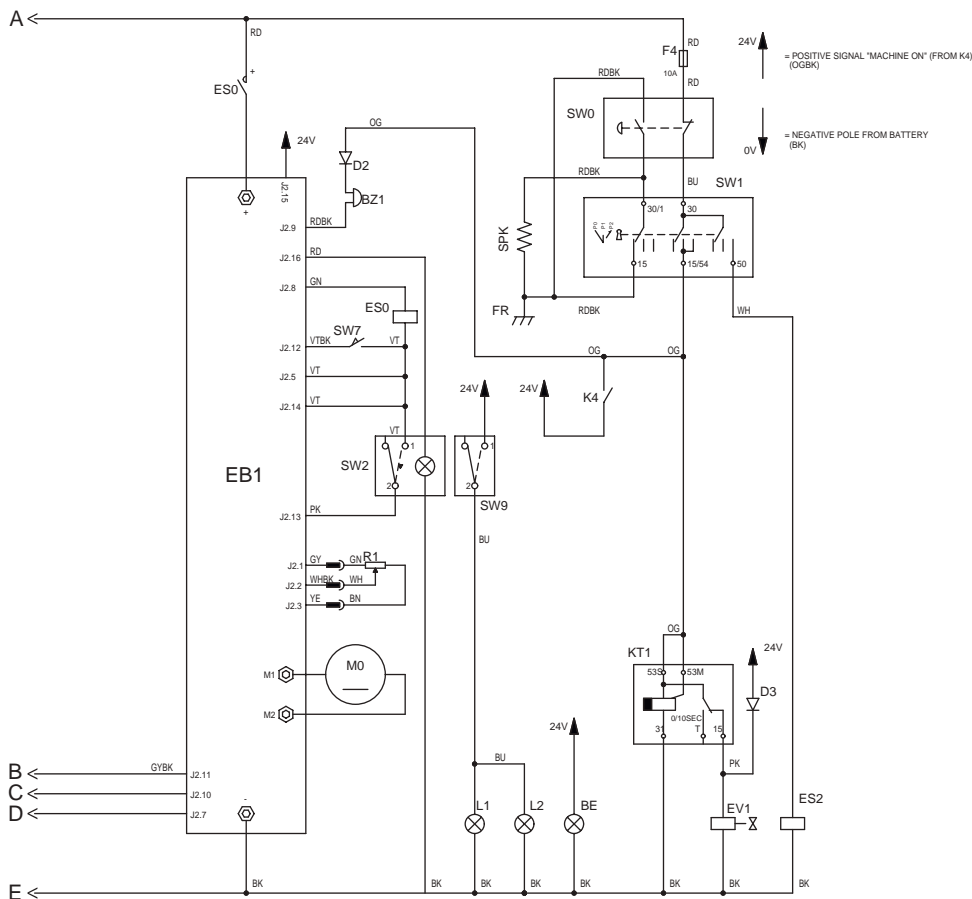 A
RD
RD
F4
10A
RD
24V
= POSITIVE SIGNAL "MACHINE ON" (FROM K4)
(OGBK)
0V
= NEGATIVE POLE FROM BATTERY
(BK)
+
ES0
RDBK
SW0
OG
24V
D2
RDBK
BU
SW1
J2.15
BZ1
+
J2.9
RDBK
30/1
30
P0
P1
P2
SPK
J2.16
RD
15
15/54
50
J2.8
GN
ES0
FR
RDBK
WH
SW7
J2.12
VTBK
VT
OG
OG
J2.5
VT
24V
24V
K4
J2.14
VT
VT
1
1
SW2
EB1
2
2
SW9
J2.13
PK
BU
J2.1
GY
GN
R1
J2.2
WHBK
WH
J2.3
YE
BN
OG
KT1
24V
M0
M1
53S
53M
D3
0/10SEC
M2
31
T
15
24V
BU
PK
B
GYBK
J2.11
C
J2.10
D
J2.7
-
L1
L2
BE
EV1
ES2
E
BK
BK
BK
BK
BK
BK
BK
BK